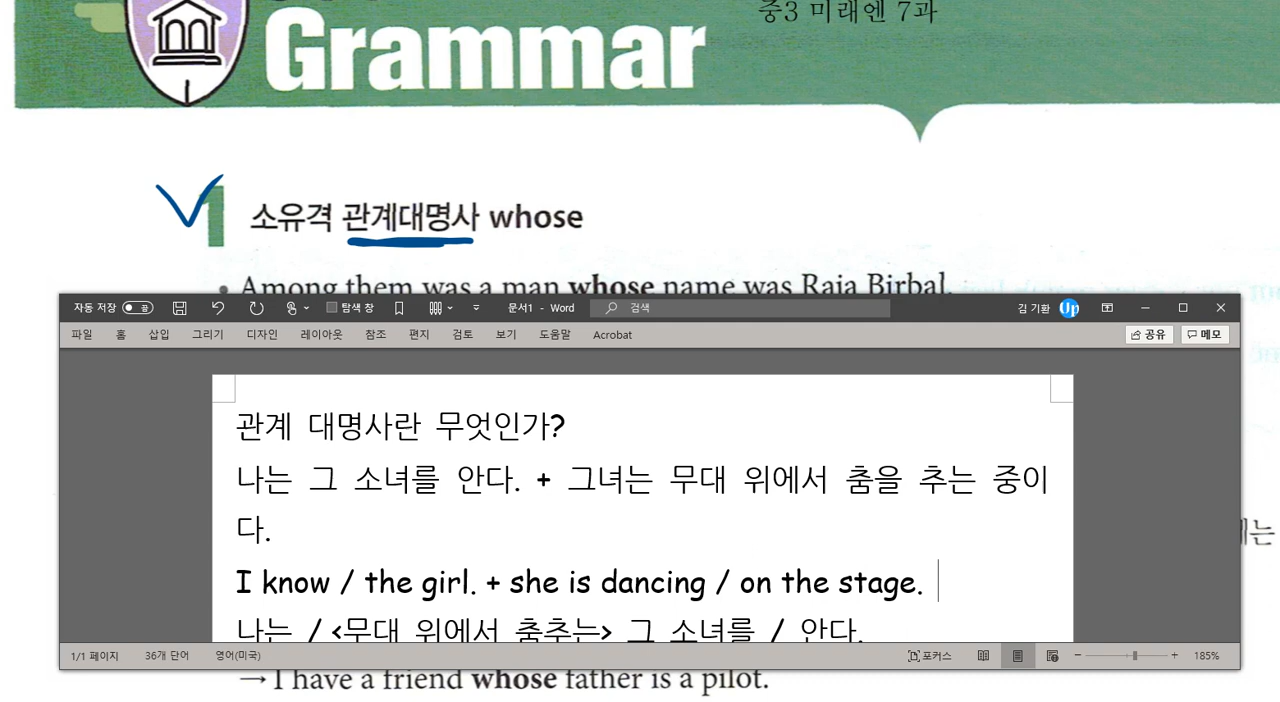 중3 미래엔 7과
Grammar
1 소유격 관계대명사 whose
• Among them was a man whose name was Raja Birbal.
자동 저장 끔 탐색 창 문서1 - Word 검색 김 기환 Up
파일 홈 삽입 그리기 디자인 레이아웃 참조 편지 검토 보기 도움말 Acrobat 공유 메모
관계 대명사란 무엇인가?
나는 그 소녀를 안다. + 그녀는 무대 위에서 춤을 추는 중이
다.
I know / the girl. + she is dancing / on the stage.
나는 / <무대 위에서 춤추는> 그 소녀를 / 안다.
1/1 페이지 36개 단어 영어(미국) 포커스 185%
→ I have a friend whose father is a pilot.